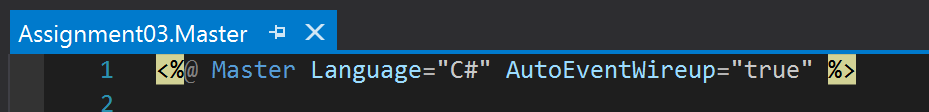 Assignment03.Master
1 <%@ Master Language="C#" AutoEventWireup="true" %>
2